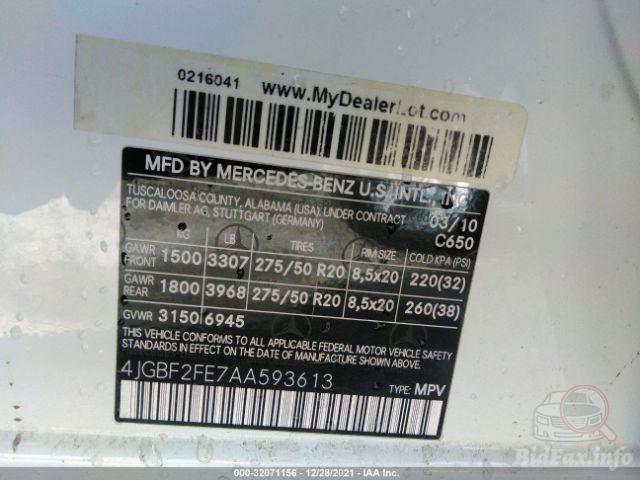 0216041 www.MyDealerLot.com
MFD BY MERCEDES-BENZ U.S. INTL., INC.
TUSCALOOSA COUNTY, ALABAMA (USA) UNDER CONTRACT
FOR DAIMLER AG, STUTTGART (GERMANY)
03/10
C650
KG LB TIRES RIM SIZE COLD KPA (PSI)
GAWR FRONT 1500 3307 275/50 R20 8,5x20 220(32)
GAWR REAR 1800 3968 275/50 R20 8,5x20 260(38)
GVWR 3150 6945
THIS VEHICLE CONFORMS TO ALL APPLICABLE FEDERAL MOTOR VEHICLE SAFETY
STANDARDS IN EFFECT ON THE DATE OF MANUFACTURE SHOWN ABOVE.
4JGBF2FE7AA593613 TYPE: MPV
BidFax.info
000-32071156 - 12/28/2021 - IAA Inc.